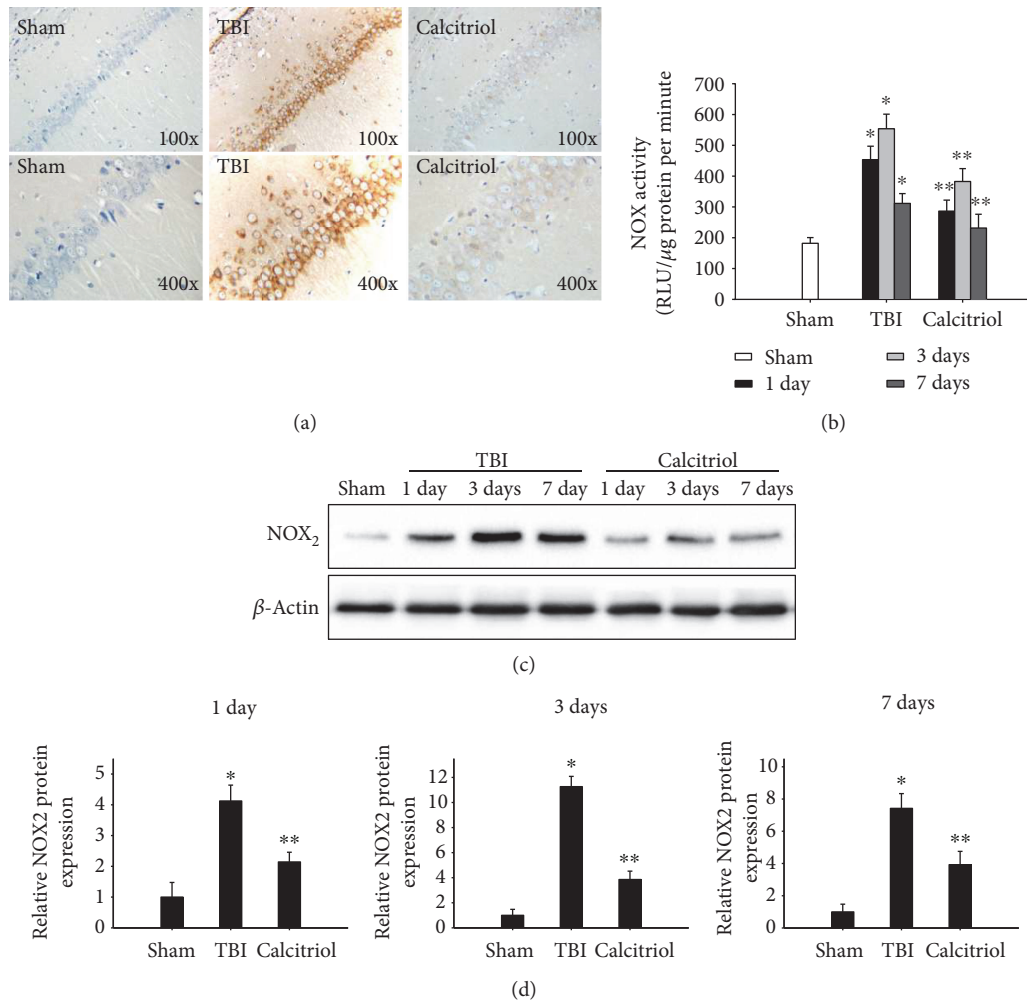 Sham
TBI
Calcitriol
100x
100x
100x
Sham
TBI
Calcitriol
400x
400x
400x
(a)
NOX activity
(RLU/μg protein per minute
700
600
500
400
300
200
100
0
*
*
*
**
**
**
Sham
TBI
Calcitriol
Sham
3 days
1 day
7 days
(b)
TBI
Calcitriol
Sham
1 day
3 days
7 day
1 day
3 days
7 days
NOX₂
β-Actin
(c)
1 day
Relative NOX2 protein
expression
5
4
3
2
1
0
*
**
Sham
TBI
Calcitriol
3 days
Relative NOX2 protein
expression
12
10
8
6
4
2
0
*
**
Sham
TBI
Calcitriol
7 days
Relative NOX2 protein
expression
10
8
6
4
2
0
*
**
Sham
TBI
Calcitriol
(d)